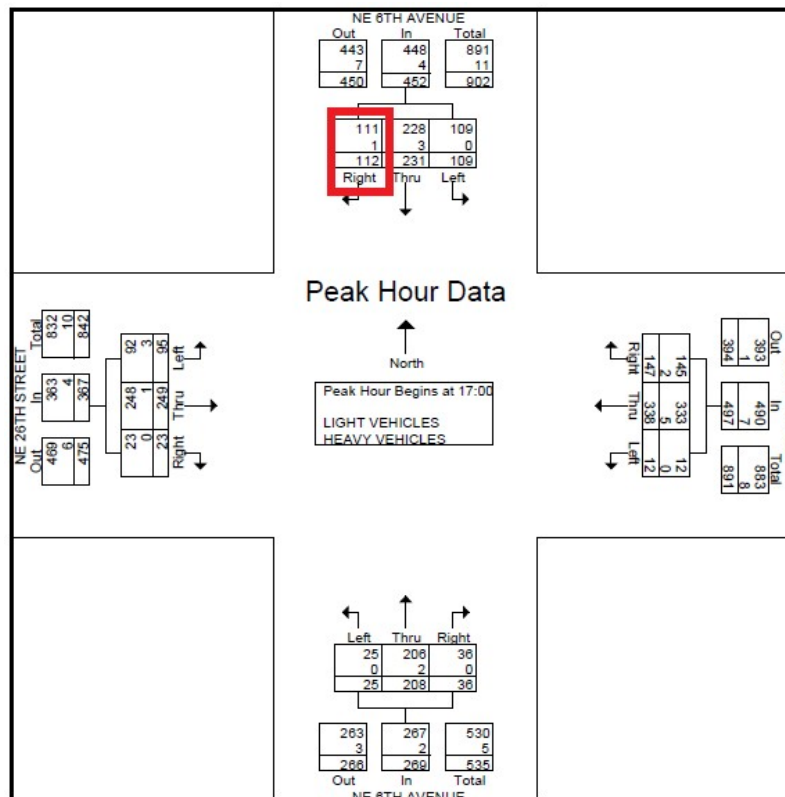 NE 6TH AVENUE
Out In Total
443 448 891
7 4 11
450 452 902
111 228 109
1 3 0
112 231 109
Right Thru Left
Peak Hour Data
North
Peak Hour Begins at 17:00
LIGHT VEHICLES
HEAVY VEHICLES
NE 26TH STREET
Total In Out
832 363 469
10 4 6
842 367 475
92 248 23
3 1 0
95 249 23
Left Thru Right
Out In Total
393 490 883
1 7 8
394 497 891
145 333 12
2 5 0
147 338 12
Right Thru Left
Left Thru Right
25 206 36
0 2 0
25 208 36
263 267 530
3 2 5
266 269 535
Out In Total
NE 6TH AVENUE